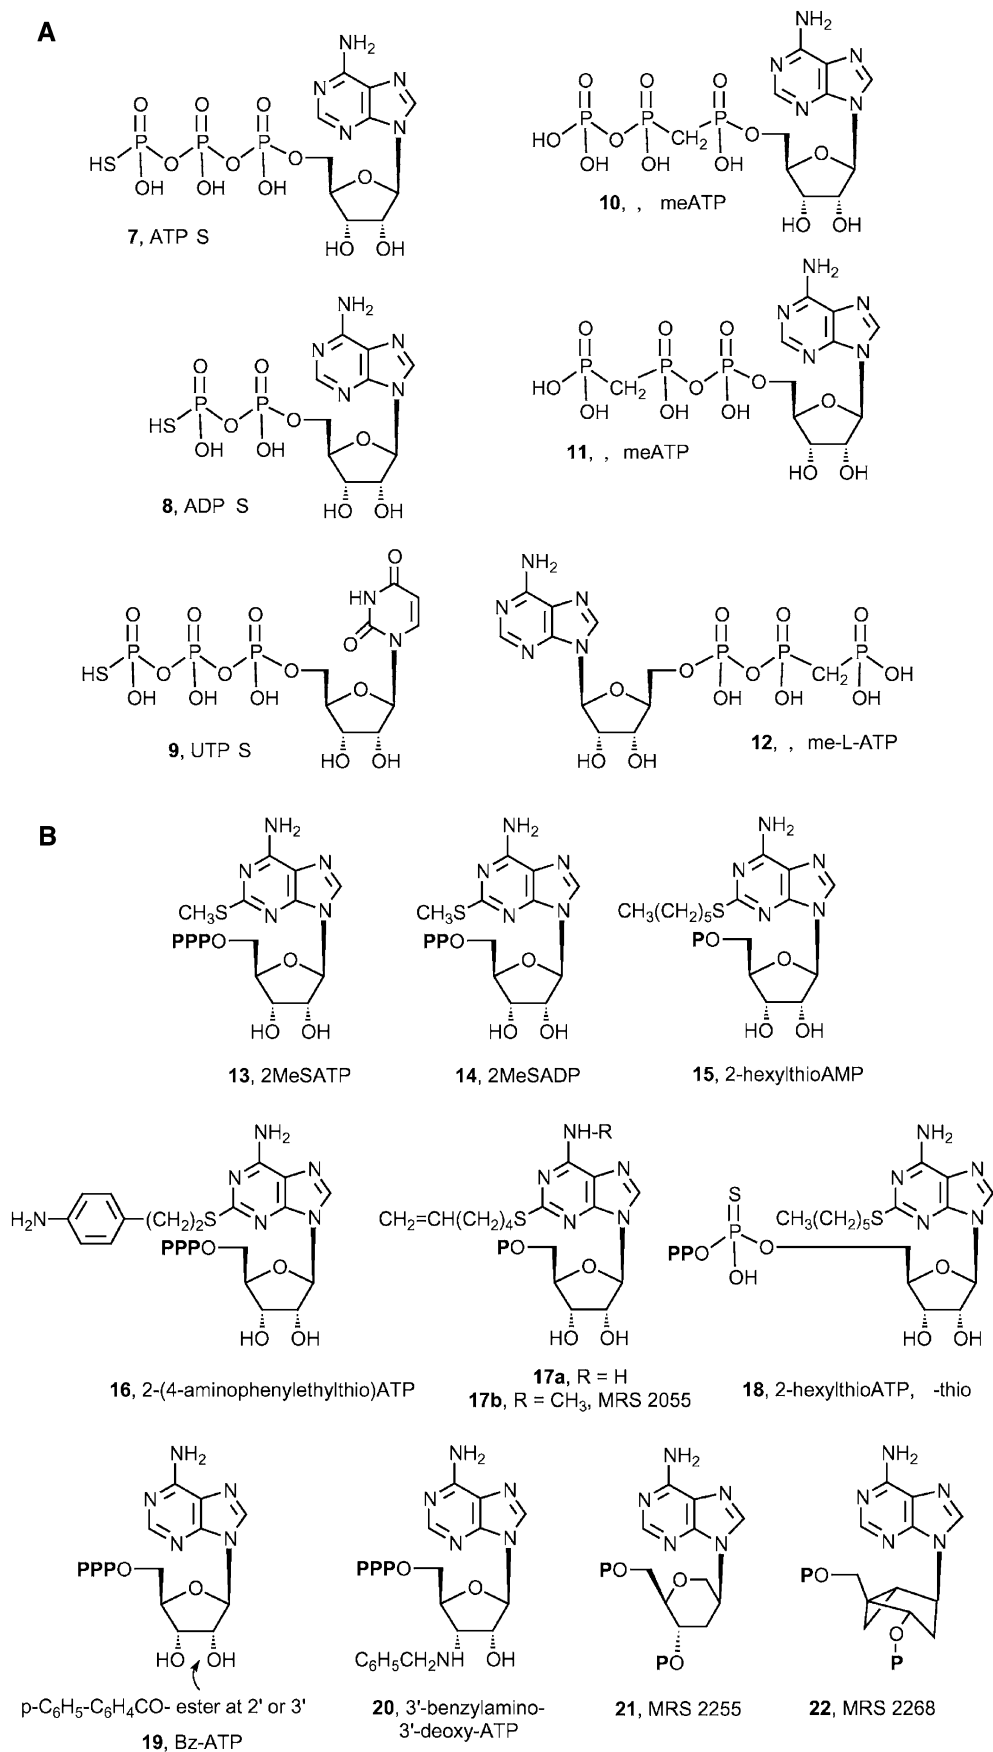 A
NH2
N N N N
O O O
HS P O P O P O
OH OH OH
O
HO OH
7, ATP S
NH2
N N N N
O O O
HO P O P CH2 P O
OH OH OH
O
HO OH
10, , meATP
NH2
N N N N
O O
HS P O P O
OH OH
O
HO OH
8, ADP S
NH2
N N N N
O O O
HO P CH2 P O P O
OH OH OH
O
HO OH
11, , meATP
O
HN
O N
O O O
HS P O P O P O
OH OH OH
O
HO OH
9, UTP S
NH2
N N N N
O O O
O P O P CH2 P OH
OH OH OH
O
HO OH
12, , me-L-ATP
B
NH2
N N N N
CH3S
PPPO
O
HO OH
13, 2MeSATP
NH2
N N N N
CH3S
PPO
O
HO OH
14, 2MeSADP
NH2
N N N N
CH3(CH2)5S
PO
O
HO OH
15, 2-hexylthioAMP
NH2
N N N N
H2N (CH2)2S
PPPO
O
HO OH
16, 2-(4-aminophenylethylthio)ATP
NH-R
N N N N
CH2=CH(CH2)4S
PO
O
HO OH
17a, R = H
17b, R = CH3, MRS 2055
NH2
N N N N
S
CH3(CH2)5S
PPO P O
OH
O
HO OH
18, 2-hexylthioATP, -thio
NH2
N N N N
PPPO
O
HO OH
p-C6H5-C6H4CO- ester at 2' or 3'
19, Bz-ATP
NH2
N N N N
PPPO
O
C6H5CH2NH OH
20, 3'-benzylamino-
3'-deoxy-ATP
NH2
N N N N
PO
O
PO
21, MRS 2255
NH2
N N N N
PO
O
P
22, MRS 2268